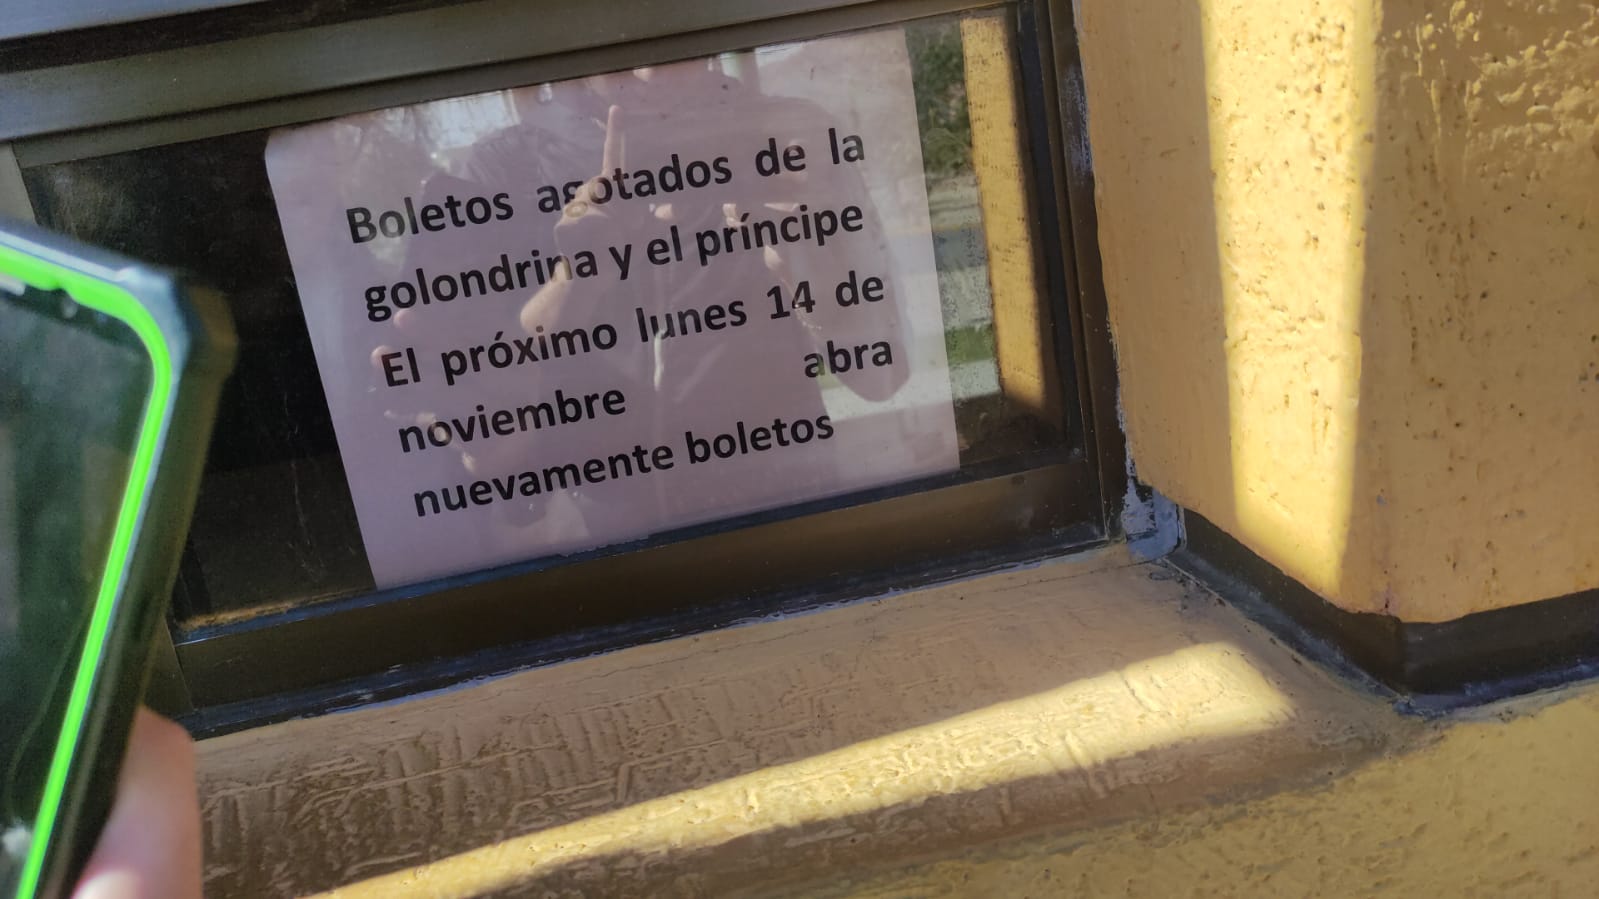 Boletos agotados de la
golondrina y el príncipe
El próximo lunes 14 de
noviembre abra
nuevamente boletos